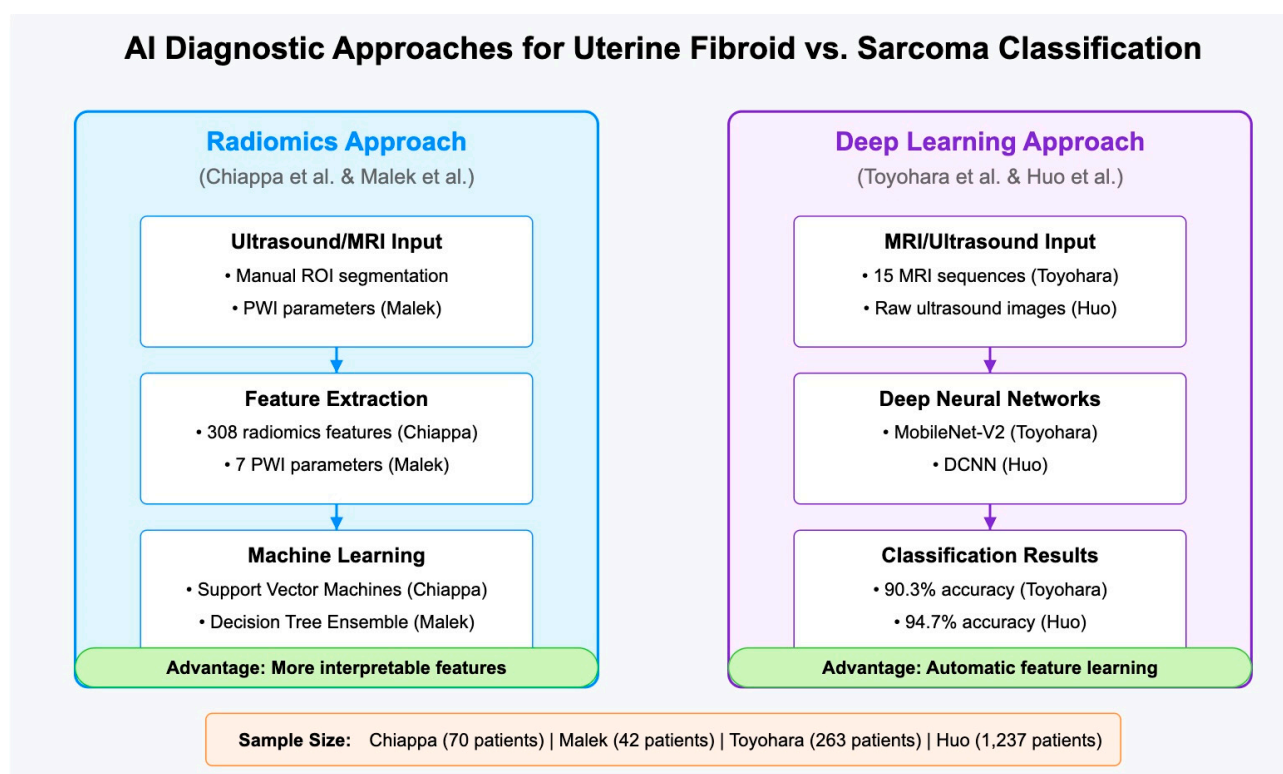 AI Diagnostic Approaches for Uterine Fibroid vs. Sarcoma Classification
Radiomics Approach
(Chiappa et al. & Malek et al.)
Ultrasound/MRI Input
• Manual ROI segmentation
• PWI parameters (Malek)
Feature Extraction
• 308 radiomics features (Chiappa)
• 7 PWI parameters (Malek)
Machine Learning
• Support Vector Machines (Chiappa)
• Decision Tree Ensemble (Malek)
Advantage: More interpretable features
Deep Learning Approach
(Toyohara et al. & Huo et al.)
MRI/Ultrasound Input
• 15 MRI sequences (Toyohara)
• Raw ultrasound images (Huo)
Deep Neural Networks
• MobileNet-V2 (Toyohara)
• DCNN (Huo)
Classification Results
• 90.3% accuracy (Toyohara)
• 94.7% accuracy (Huo)
Advantage: Automatic feature learning
Sample Size: Chiappa (70 patients) | Malek (42 patients) | Toyohara (263 patients) | Huo (1,237 patients)